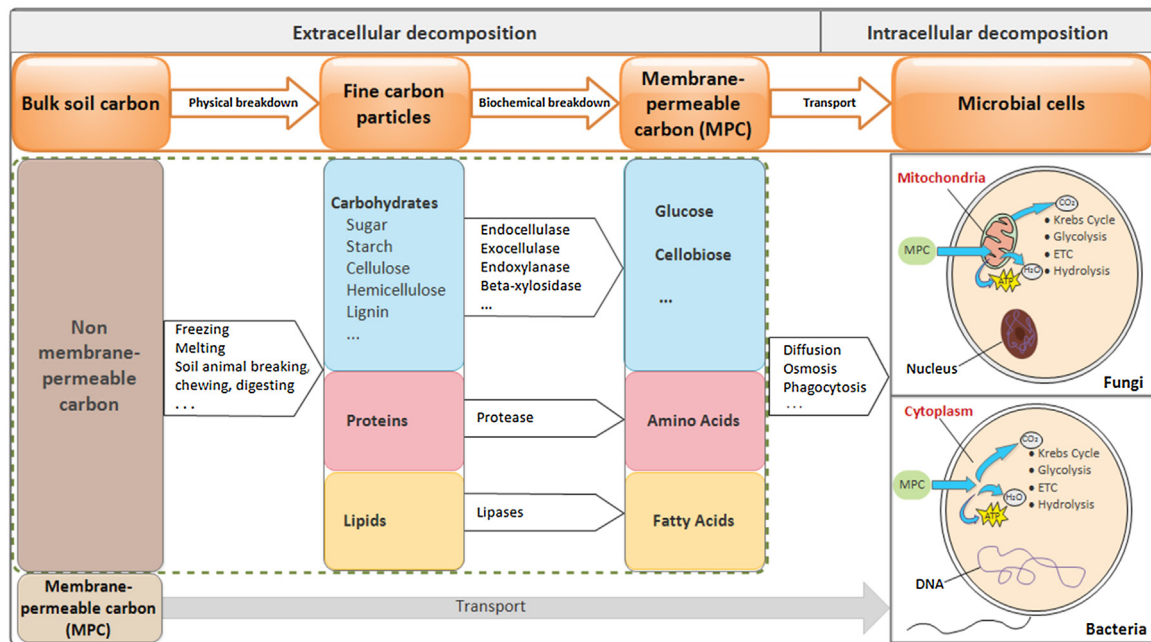 Extracellular decomposition
Intracellular decomposition
Bulk soil carbon
Physical breakdown
Fine carbon
particles
Biochemical breakdown
Membrane-
permeable
carbon (MPC)
Transport
Microbial cells
Non
membrane-
permeable
carbon
Freezing
Melting
Soil animal breaking,
chewing, digesting
. . .
Carbohydrates
Sugar
Starch
Cellulose
Hemicellulose
Lignin
...
Endocellulase
Exocellulase
Endoxylanase
Beta-xylosidase
...
Glucose
Cellobiose
...
Proteins
Protease
Amino Acids
Lipids
Lipases
Fatty Acids
Diffusion
Osmosis
Phagocytosis
...
Mitochondria
CO₂
• Krebs Cycle
• Glycolysis
• ETC
• Hydrolysis
MPC
H₂O
ATP
Nucleus
Fungi
Cytoplasm
CO₂
• Krebs Cycle
• Glycolysis
• ETC
• Hydrolysis
MPC
H₂O
ATP
DNA
Bacteria
Membrane-
permeable carbon
(MPC)
Transport